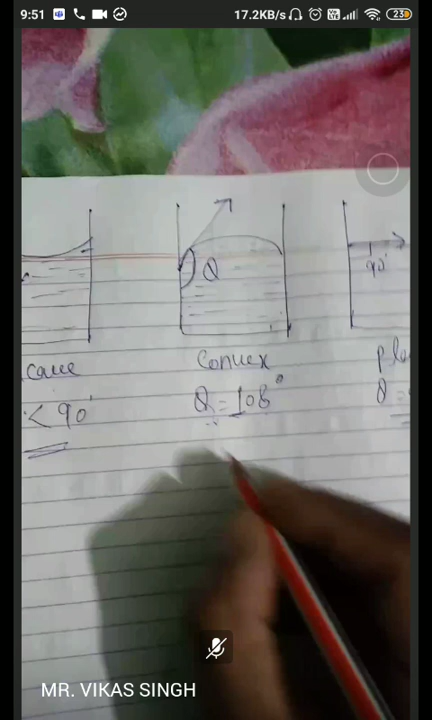 9:51
17.2KB/s
23
Q
90°
cave
Convex
< 90°
Q = 108°
θ =
MR. VIKAS SINGH